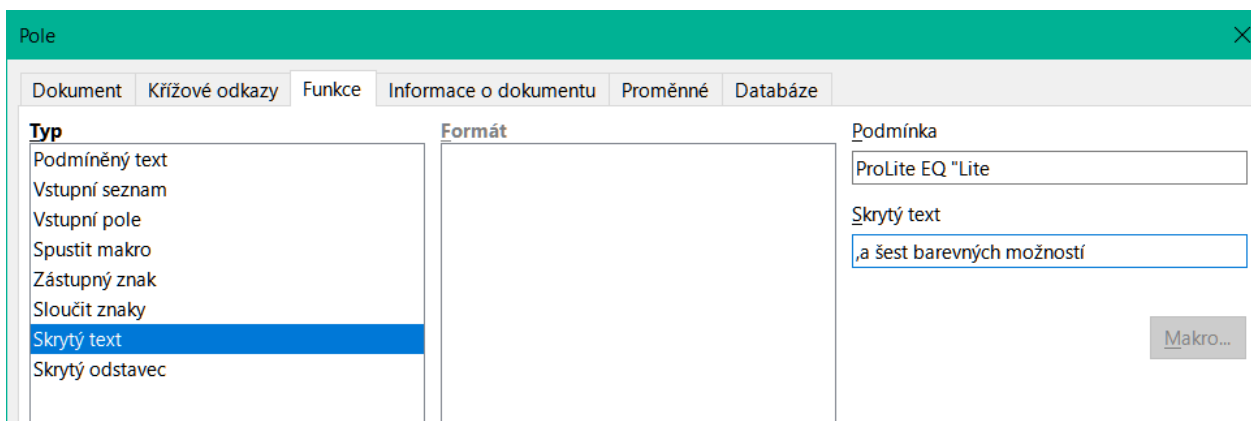 Pole
Dokument Křížové odkazy Funkce Informace o dokumentu Proměnné Databáze
Typ
Podmíněný text
Vstupní seznam
Vstupní pole
Spustit makro
Zástupný znak
Sloučit znaky
Skrytý text
Skrytý odstavec
Formát
Podmínka
ProLite EQ "Lite
Skrytý text
,a šest barevných možností
Makro...